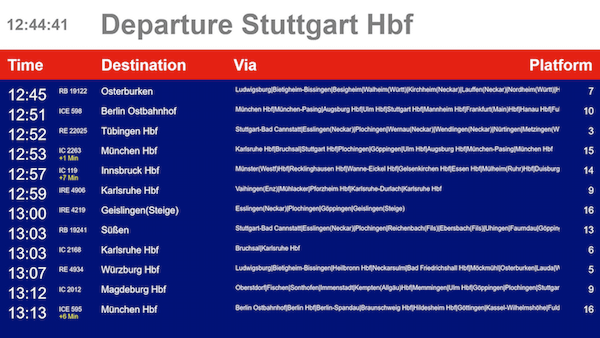 12:44:41 Departure Stuttgart Hbf
Time Destination Via Platform
12:45 RB 19122 Osterburken Ludwigsburg|Bietigheim-Bissingen|Besigheim|Walheim(Württ)|Kirchheim(Neckar)|Lauffen(Neckar)|Nordheim(Württ)|H 7
12:51 ICE 598 Berlin Ostbahnhof München Hbf|München-Pasing|Augsburg Hbf|Ulm Hbf|Stuttgart Hbf|Mannheim Hbf|Frankfurt(Main)Hbf|Hanau Hbf|Ful 10
12:52 RE 22025 Tübingen Hbf Stuttgart-Bad Cannstatt|Esslingen(Neckar)|Plochingen|Wernau(Neckar)|Wendlingen(Neckar)|Nürtingen|Metzingen(W 3
12:53 IC 2263 München Hbf Karlsruhe Hbf|Bruchsal|Stuttgart Hbf|Plochingen|Göppingen|Ulm Hbf|Augsburg Hbf|München-Pasing|München Hbf 15
+1 Min
12:57 IC 119 Innsbruck Hbf Münster(Westf)Hbf|Recklinghausen Hbf|Wanne-Eickel Hbf|Gelsenkirchen Hbf|Essen Hbf|Mülheim(Ruhr)Hbf|Duisburg 14
+7 Min
12:59 IRE 4906 Karlsruhe Hbf Vaihingen(Enz)|Mühlacker|Pforzheim Hbf|Karlsruhe-Durlach|Karlsruhe Hbf 9
13:00 IRE 4219 Geislingen(Steige) Esslingen(Neckar)|Plochingen|Göppingen|Geislingen(Steige) 16
13:03 RB 19241 Süßen Stuttgart-Bad Cannstatt|Esslingen(Neckar)|Plochingen|Reichenbach(Fils)|Ebersbach(Fils)|Uhingen|Faurndau|Göppin 13
13:03 IC 2168 Karlsruhe Hbf Bruchsal|Karlsruhe Hbf 6
13:07 RE 4934 Würzburg Hbf Ludwigsburg|Bietigheim-Bissingen|Heilbronn Hbf|Neckarsulm|Bad Friedrichshall Hbf|Möckmühl|Osterburken|Lauda(W 5
13:12 IC 2012 Magdeburg Hbf Oberstdorf|Fischen|Sonthofen|Immenstadt|Kempten(Allgäu)Hbf|Memmingen|Ulm Hbf|Göppingen|Plochingen|Stuttgar 9
13:13 ICE 595 München Hbf Berlin Ostbahnhof|Berlin Hbf|Berlin-Spandau|Braunschweig Hbf|Hildesheim Hbf|Göttingen|Kassel-Wilhelmshöhe|Fuld 16
+6 Min